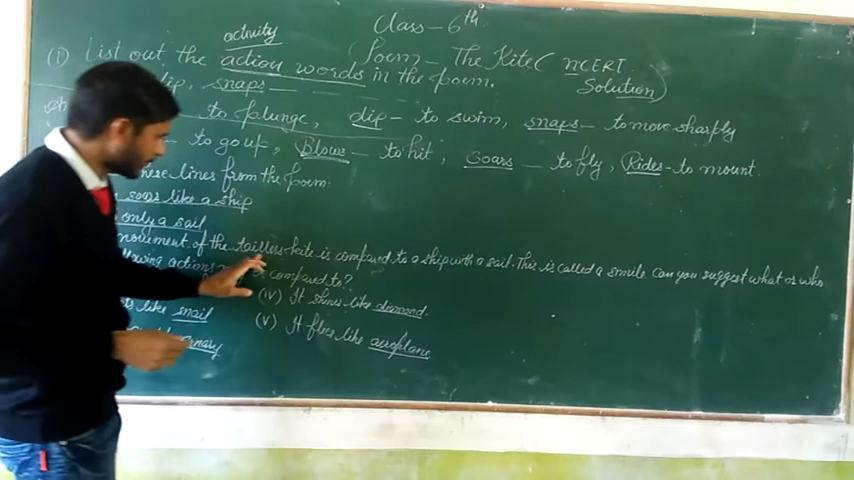 Class - 6th
activity
(Poem - The Kite ( NCERT Solution)
(i) List out the action words in the poem.
dip, snaps
to plunge, dip - to swim, snaps - to move sharply
- to go up, Blows - to hit, soars - to fly, Rides - to mount.
these lines from the poem.
soars like a ship
only a sail
movement of the tailless kite is compared to a ship with a sail. This is called a simile. Can you suggest what or who
following actions compared to?
like snail (iv) It shines like diamond.
(v) It flies like aeroplane